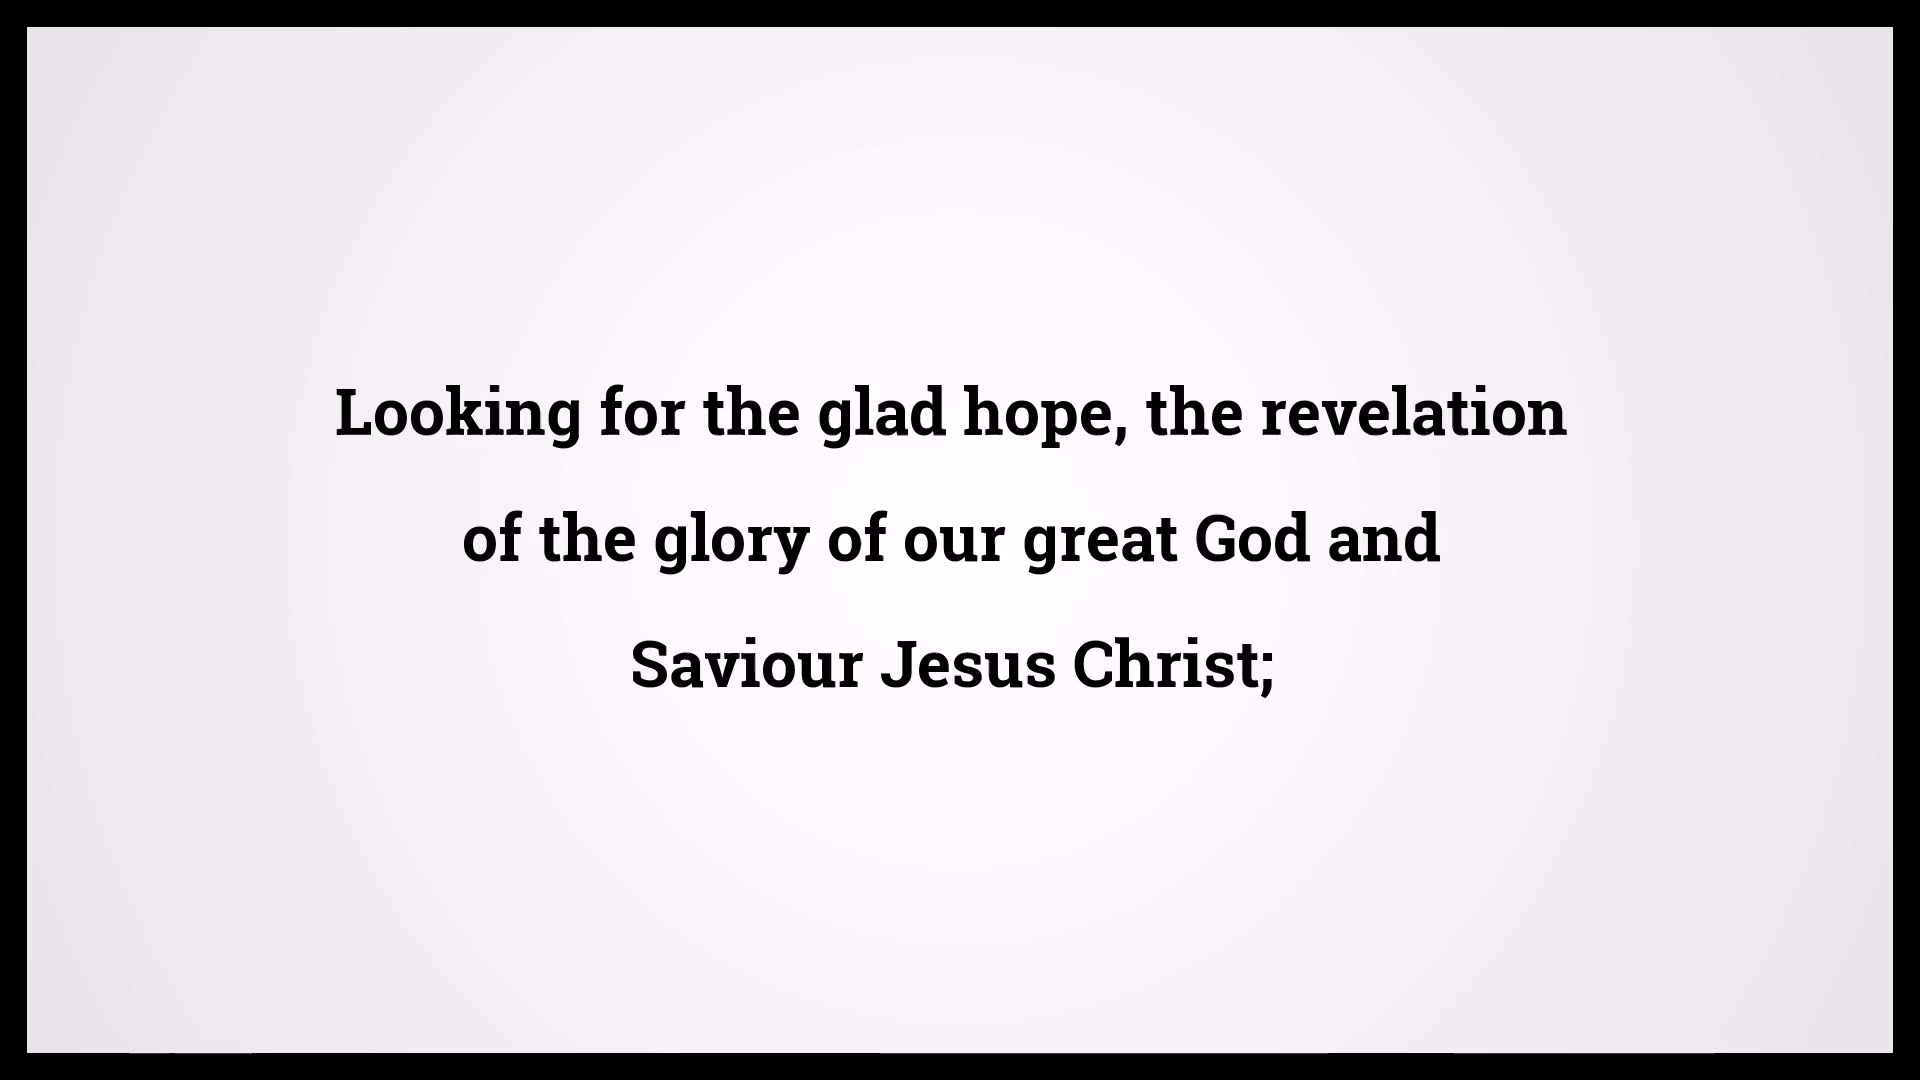 Looking for the glad hope, the revelation
of the glory of our great God and
Saviour Jesus Christ;